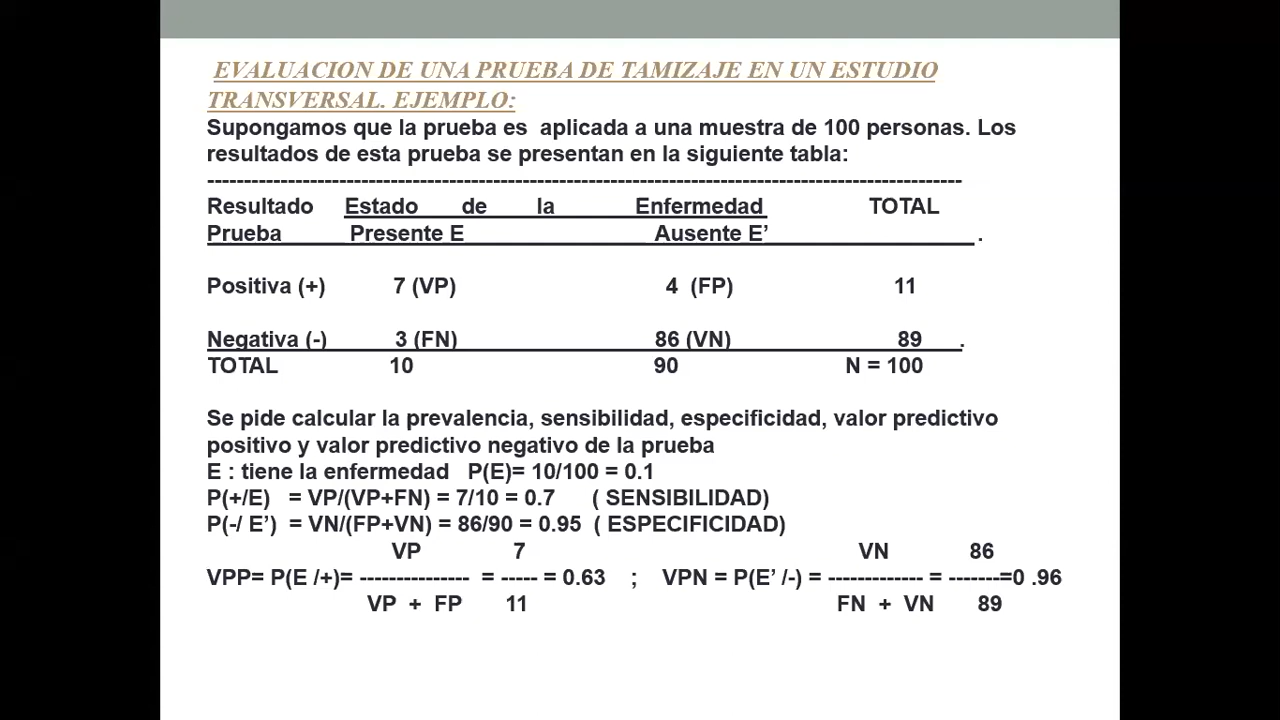 EVALUACION DE UNA PRUEBA DE TAMIZAJE EN UN ESTUDIO
TRANSVERSAL. EJEMPLO:
Supongamos que la prueba es aplicada a una muestra de 100 personas. Los
resultados de esta prueba se presentan en la siguiente tabla:
-------------------------------------------------------------------------------------------------------
Resultado Estado de la Enfermedad TOTAL
Prueba Presente E Ausente E’ .
Positiva (+) 7 (VP) 4 (FP) 11
Negativa (-) 3 (FN) 86 (VN) 89 .
TOTAL 10 90 N = 100
Se pide calcular la prevalencia, sensibilidad, especificidad, valor predictivo
positivo y valor predictivo negativo de la prueba
E : tiene la enfermedad P(E)= 10/100 = 0.1
P(+/E) = VP/(VP+FN) = 7/10 = 0.7 ( SENSIBILIDAD)
P(-/ E’) = VN/(FP+VN) = 86/90 = 0.95 ( ESPECIFICIDAD)
VP 7 VN 86
VPP= P(E /+)= --------------- = ----- = 0.63 ; VPN = P(E’ /-) = ------------- = -------=0 .96
VP + FP 11 FN + VN 89